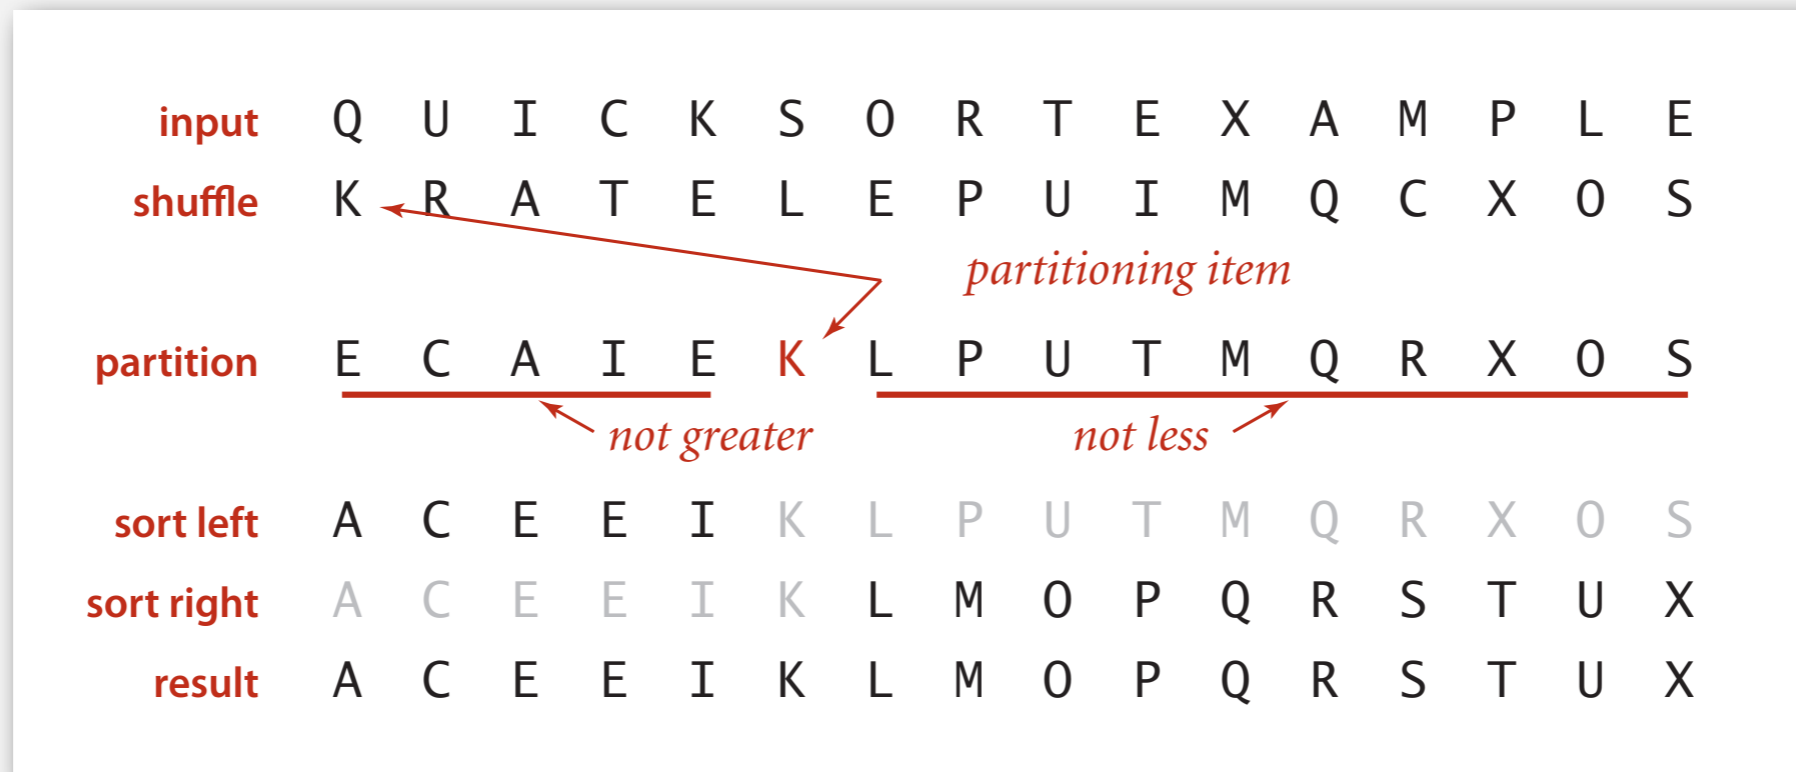 input Q U I C K S O R T E X A M P L E
shuffle K R A T E L E P U I M Q C X O S
partitioning item
partition E C A I E K L P U T M Q R X O S
not greater not less
sort left A C E E I K L P U T M Q R X O S
sort right A C E E I K L M O P Q R S T U X
result A C E E I K L M O P Q R S T U X